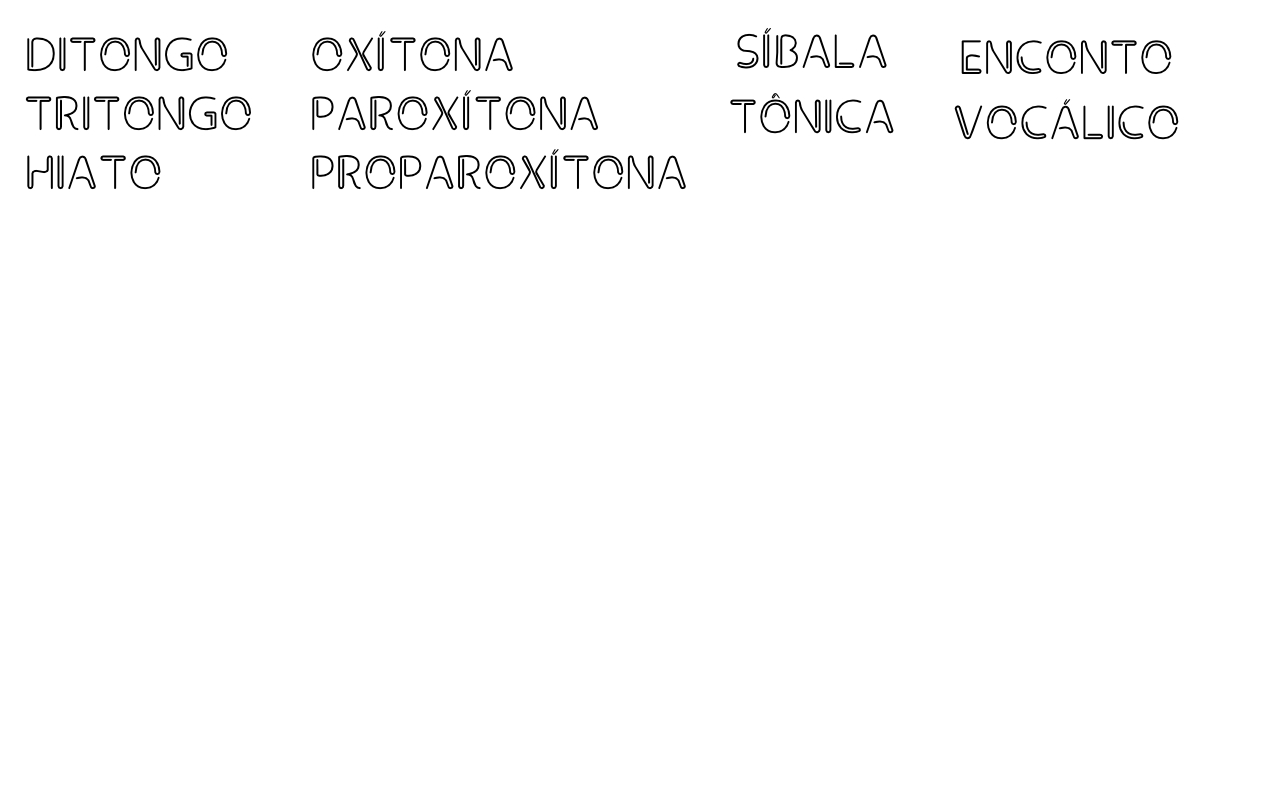 DITONGO
TRITONGO
HIATO
OXÍTONA
PAROXÍTONA
PROPAROXÍTONA
SÍBALA
TÔNICA
ENCONTO
VOCÁLICO